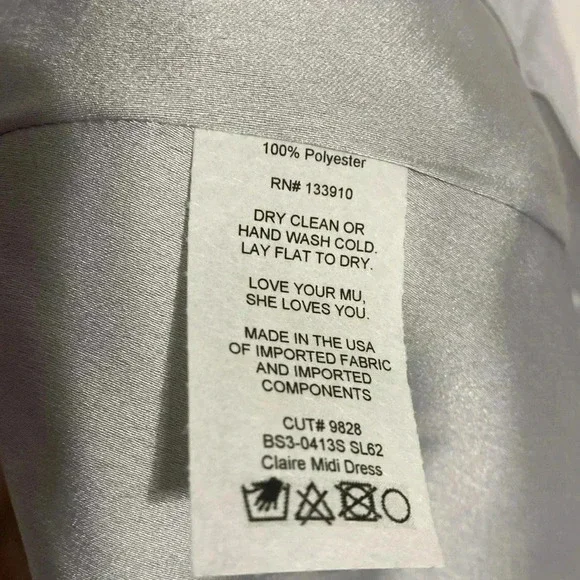 100% Polyester
RN# 133910
DRY CLEAN OR
HAND WASH COLD.
LAY FLAT TO DRY.
LOVE YOUR MU,
SHE LOVES YOU.
MADE IN THE USA
OF IMPORTED FABRIC
AND IMPORTED
COMPONENTS
CUT# 9828
BS3-0413S SL62
Claire Midi Dress